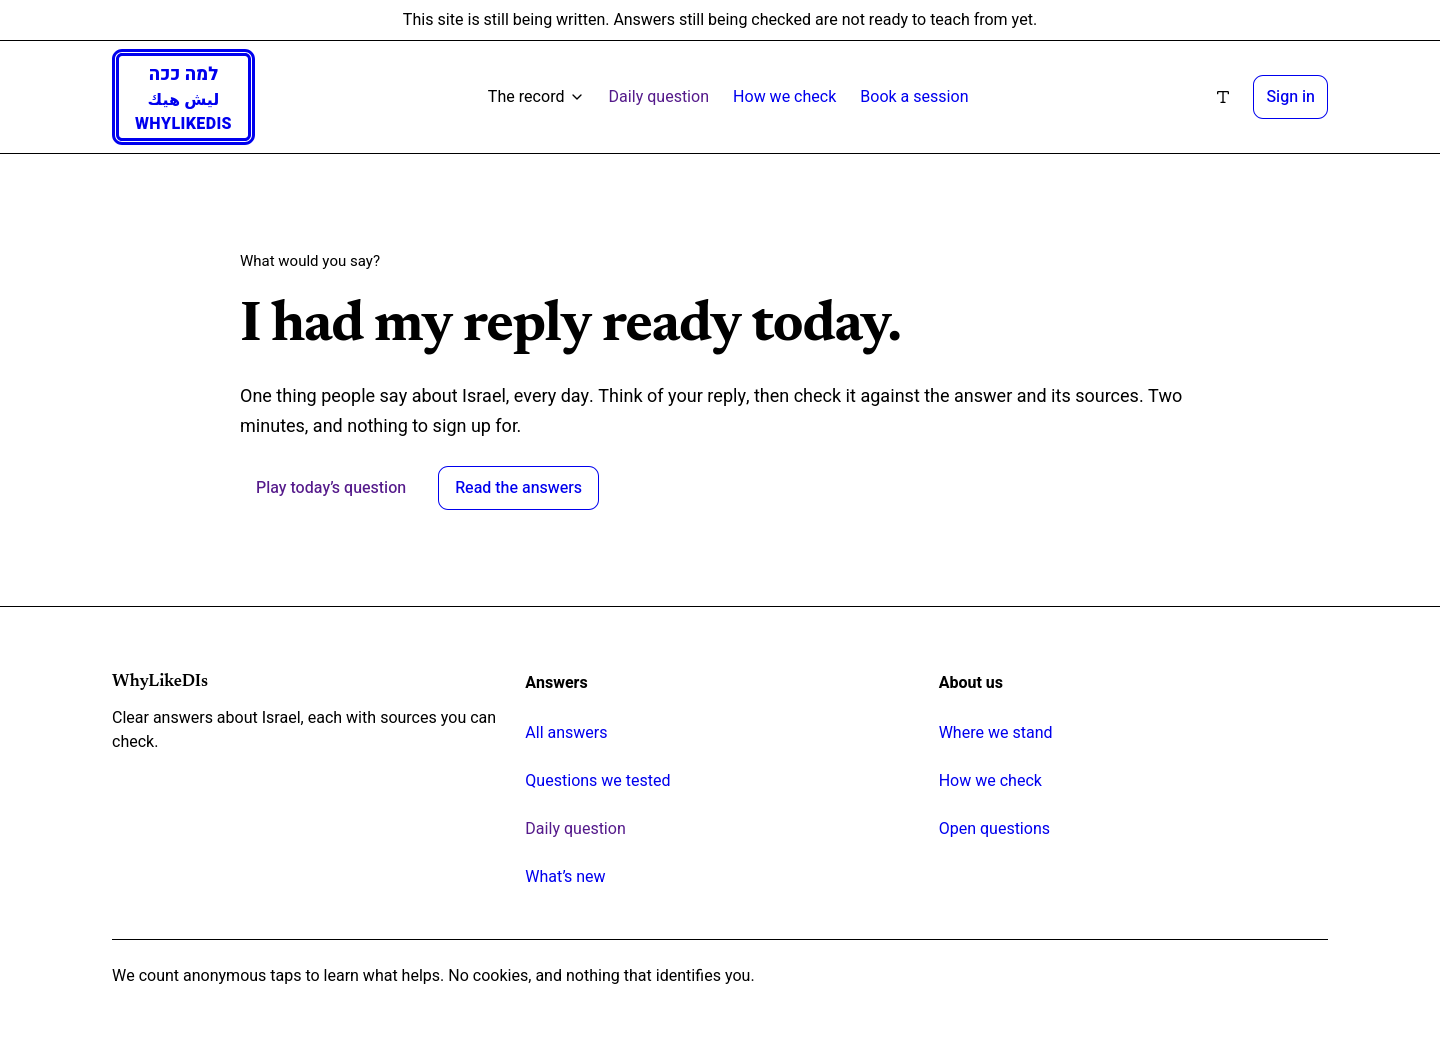 This site is still being written. Answers still being checked are not ready to teach from yet.
למה ככה
ليش هيك
WHYLIKEDIS
The record
Daily question
How we check
Book a session
T
Sign in
What would you say?
I had my reply ready today.
One thing people say about Israel, every day. Think of your reply, then check it against the answer and its sources. Two
minutes, and nothing to sign up for.
Play today’s question
Read the answers
WhyLikeDIs
Clear answers about Israel, each with sources you can
check.
Answers
All answers
Questions we tested
Daily question
What’s new
About us
Where we stand
How we check
Open questions
We count anonymous taps to learn what helps. No cookies, and nothing that identifies you.